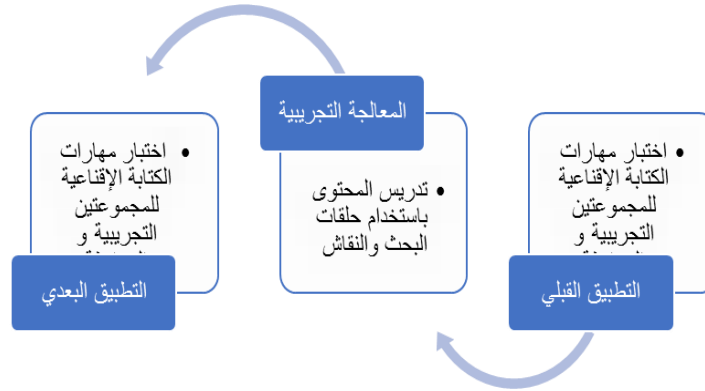 • اختبار مهارات
الكتابة الإقناعية
للمجموعتين
التجريبية و
التطبيق القبلي
المعالجة التجريبية
• تدريس المحتوى
باستخدام حلقات
البحث والنقاش
• اختبار مهارات
الكتابة الإقناعية
للمجموعتين
التجريبية و
التطبيق البعدي